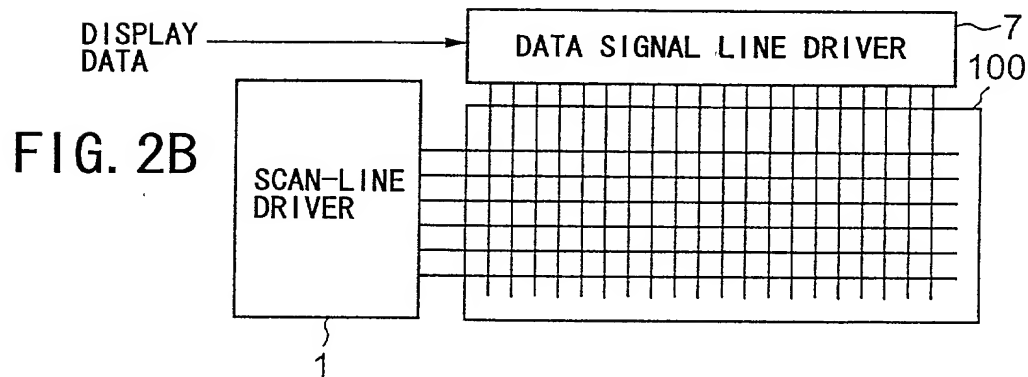 DISPLAY
DATA
DATA SIGNAL LINE DRIVER
7
100
FIG. 2B
SCAN-LINE
DRIVER
1